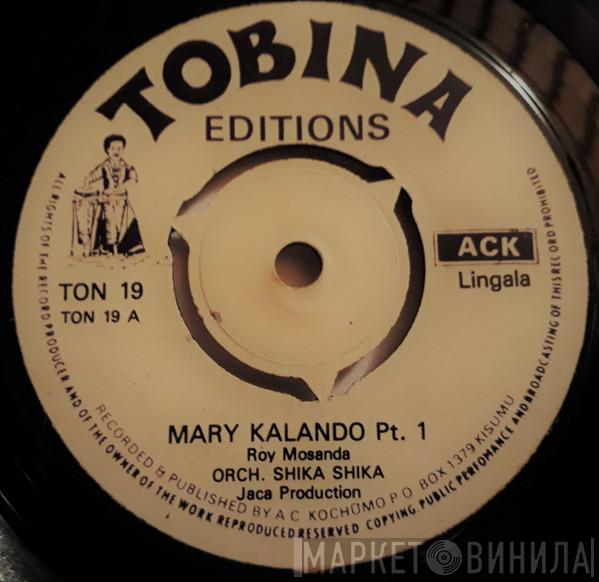 TOBINA
EDITIONS
ACK
Lingala
TON 19
TON 19 A
MARY KALANDO Pt. 1
Roy Mosanda
ORCH. SHIKA SHIKA
Jaca Production
RECORDED & PUBLISHED BY A C KOCHUMO P O BOX 1379 KISUMU
ALL RIGHTS OF THE RECORD PRODUCER AND OF THE OWNER OF THE WORK REPRODUCED RESERVED COPYING, PUBLIC PERFOMANCE AND BROADCASTING OF THIS RECORD PROHIBITED
МАРКЕТ ВИНИЛА